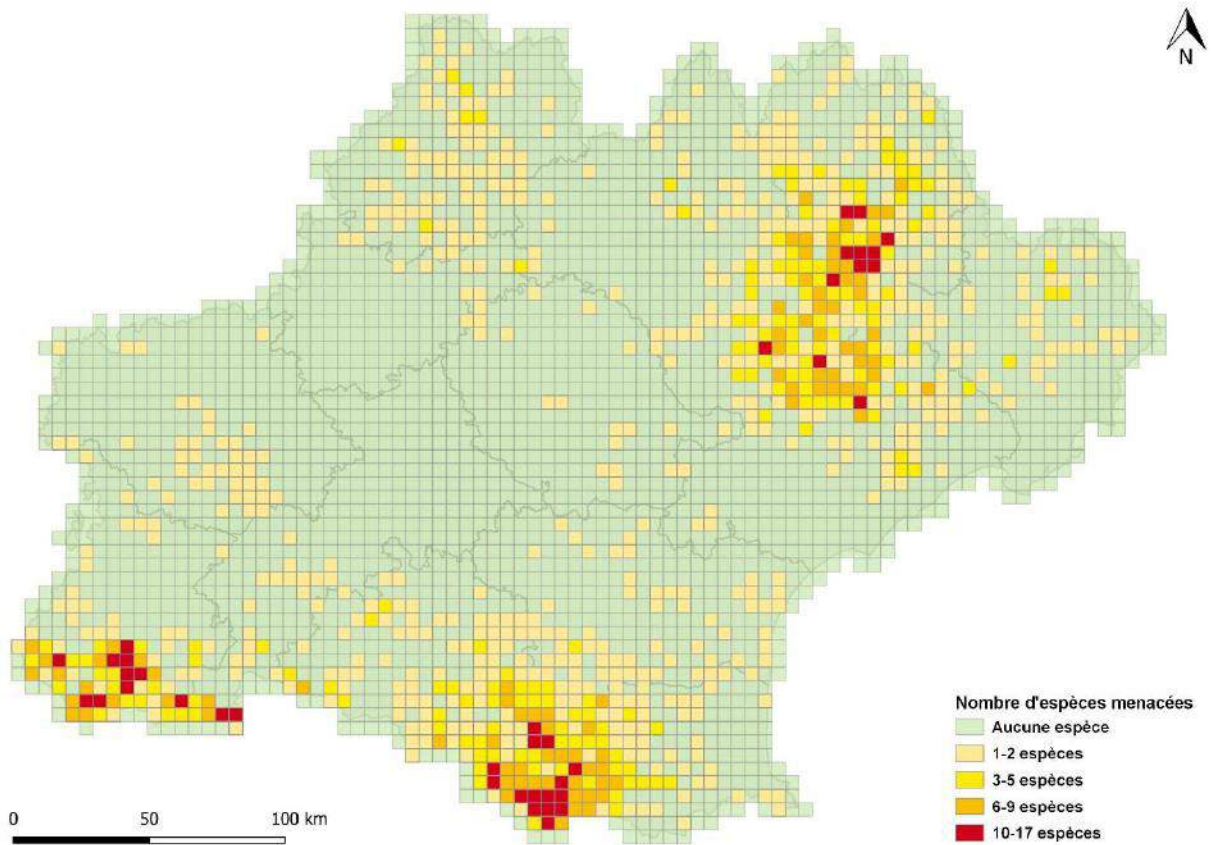 N
Nombre d'espèces menacées
Aucune espèce
1-2 espèces
3-5 espèces
6-9 espèces
10-17 espèces
0 50 100 km